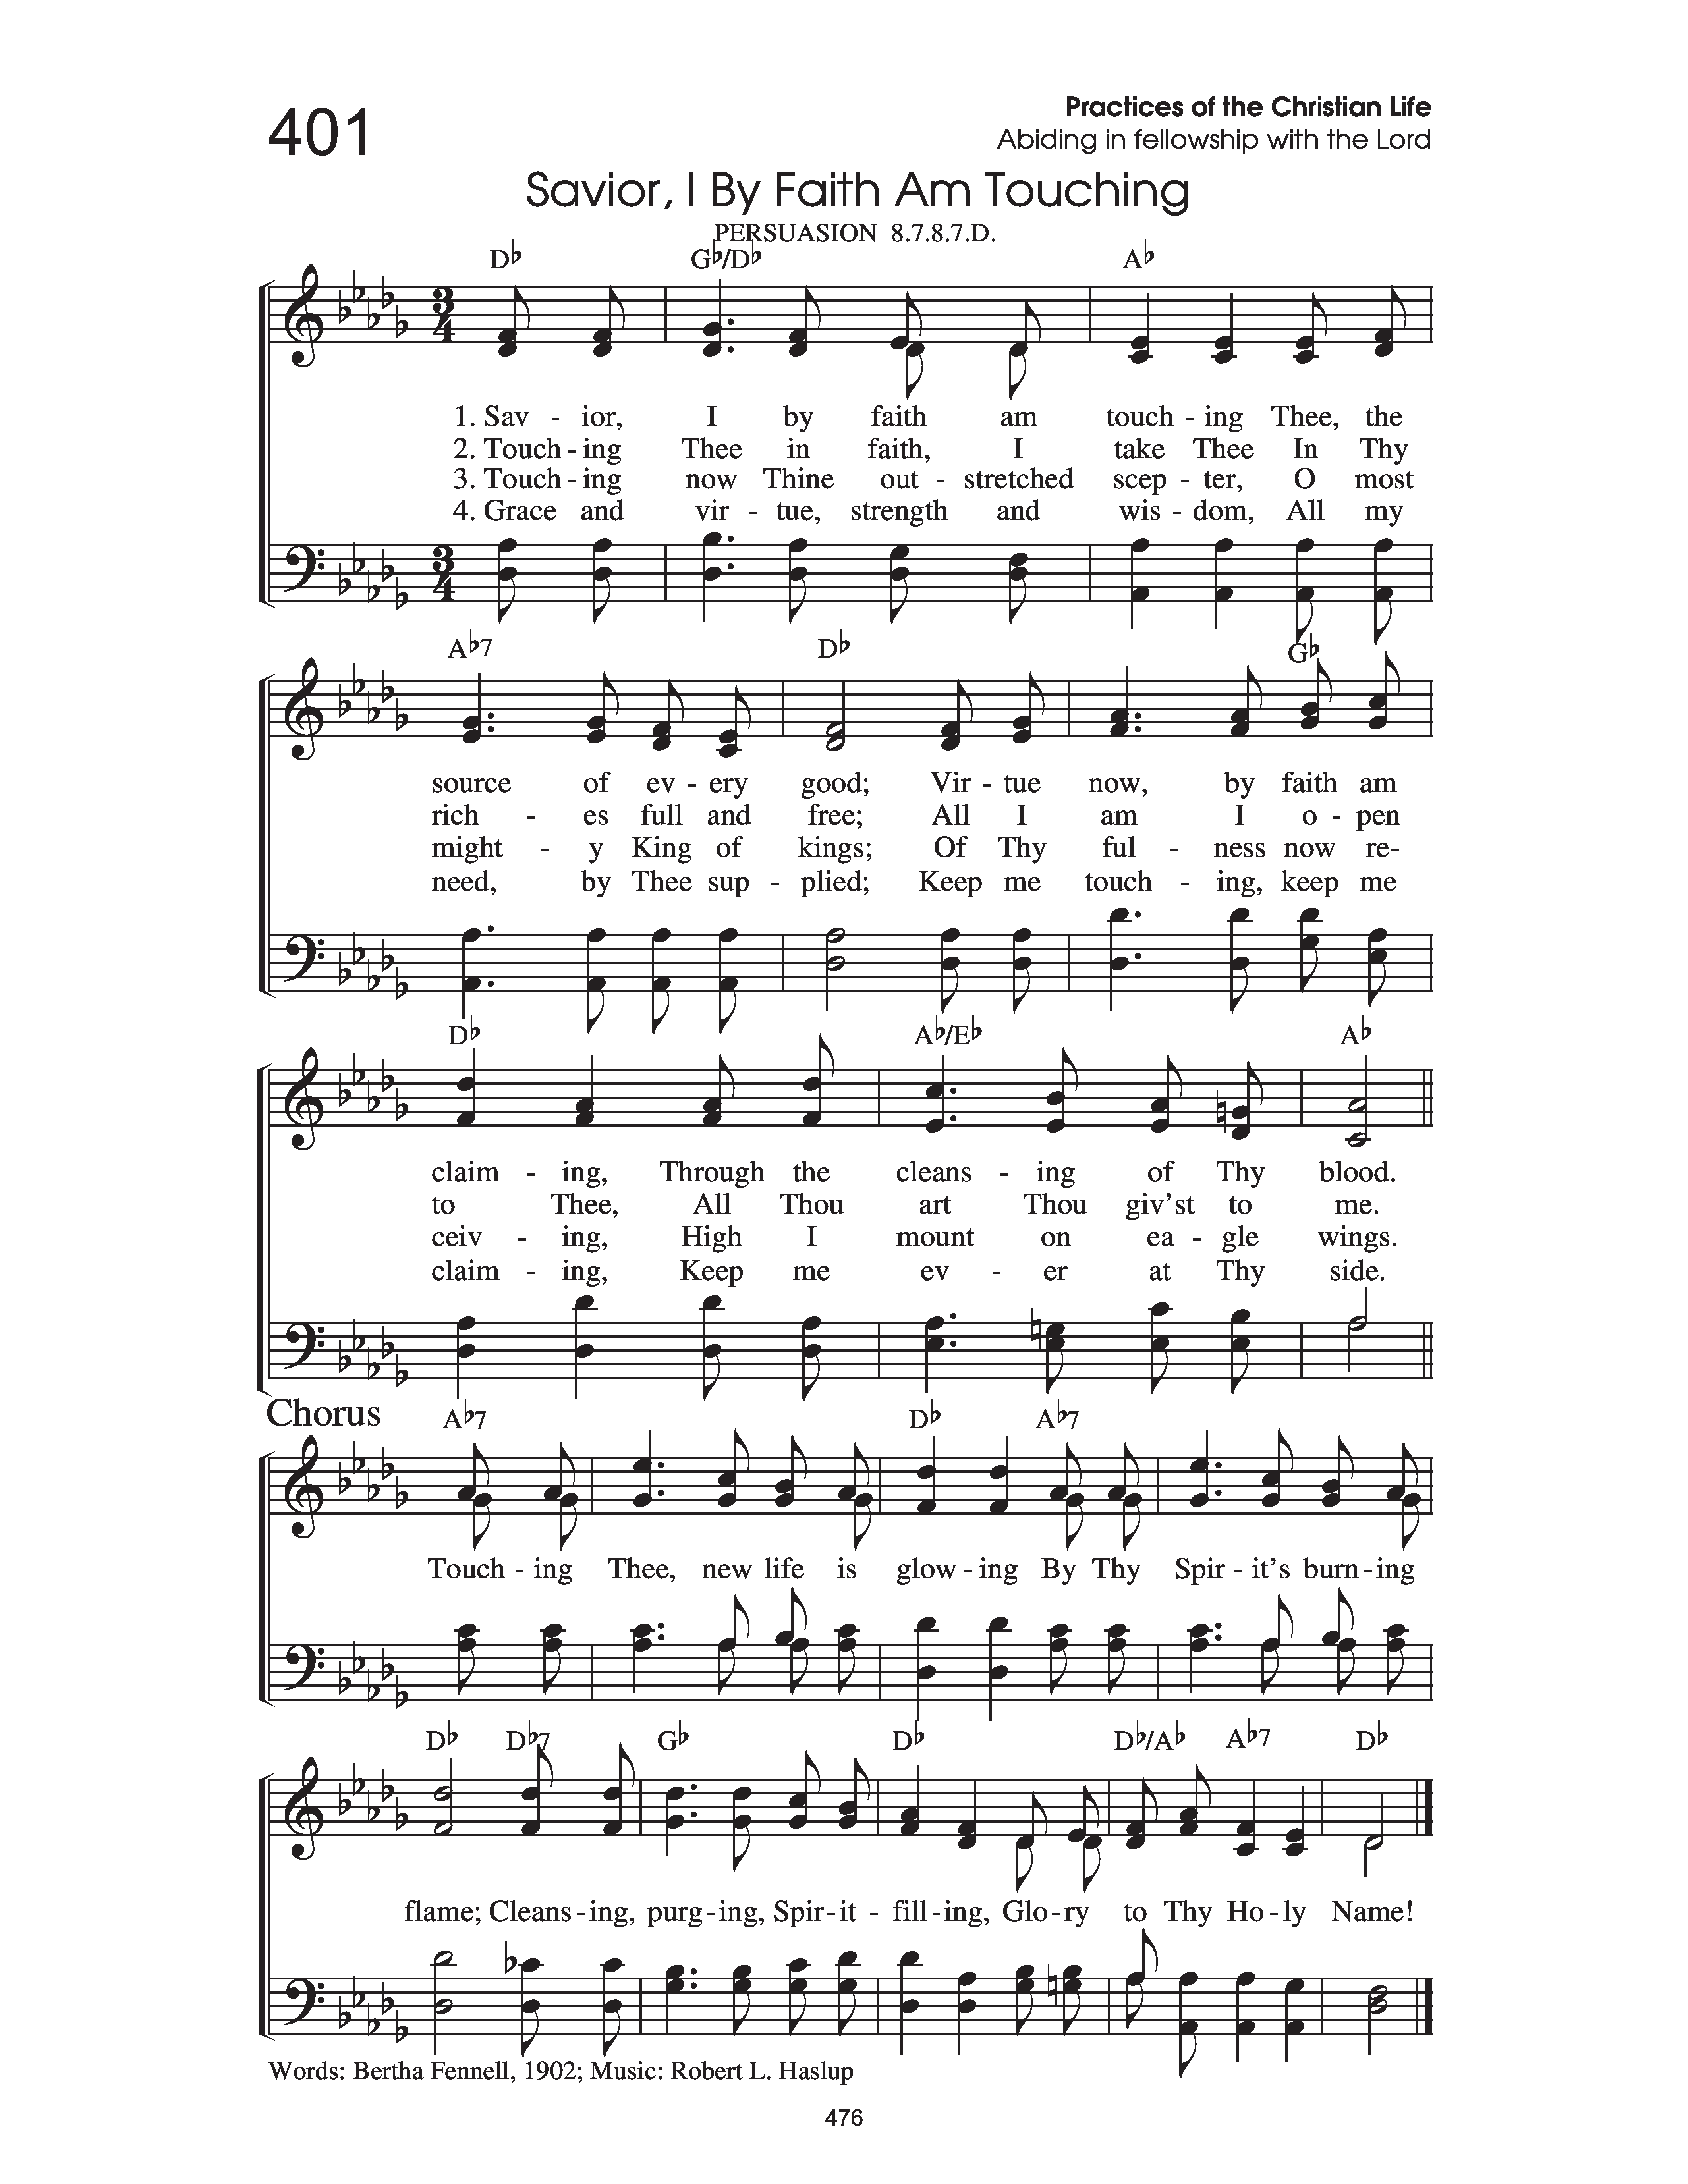 401
Practices of the Christian Life
Abiding in fellowship with the Lord
Savior, I By Faith Am Touching
PERSUASION 8.7.8.7.D.
D♭ G♭/D♭ A♭
3 4
1. Sav - ior, I by faith am touch - ing Thee, the
2. Touch - ing Thee in faith, I take Thee In Thy
3. Touch - ing now Thine out - stretched scep - ter, O most
4. Grace and vir - tue, strength and wis - dom, All my
3 4
A♭7 D♭ G♭
source of ev - ery good; Vir - tue now, by faith am
rich - es full and free; All I am I o - pen
might - y King of kings; Of Thy ful - ness now re-
need, by Thee sup - plied; Keep me touch - ing, keep me
D♭ A♭/E♭ A♭
claim - ing, Through the cleans - ing of Thy blood.
to Thee, All Thou art Thou giv'st to me.
ceiv - ing, High I mount on ea - gle wings.
claim - ing, Keep me ev - er at Thy side.
Chorus A♭7 D♭ A♭7
Touch - ing Thee, new life is glow - ing By Thy Spir - it's burn - ing
D♭ D♭7 G♭ D♭ D♭/A♭ A♭7 D♭
flame; Cleans - ing, purg - ing, Spir - it - fill - ing, Glo - ry to Thy Ho - ly Name!
Words: Bertha Fennell, 1902; Music: Robert L. Haslup
476